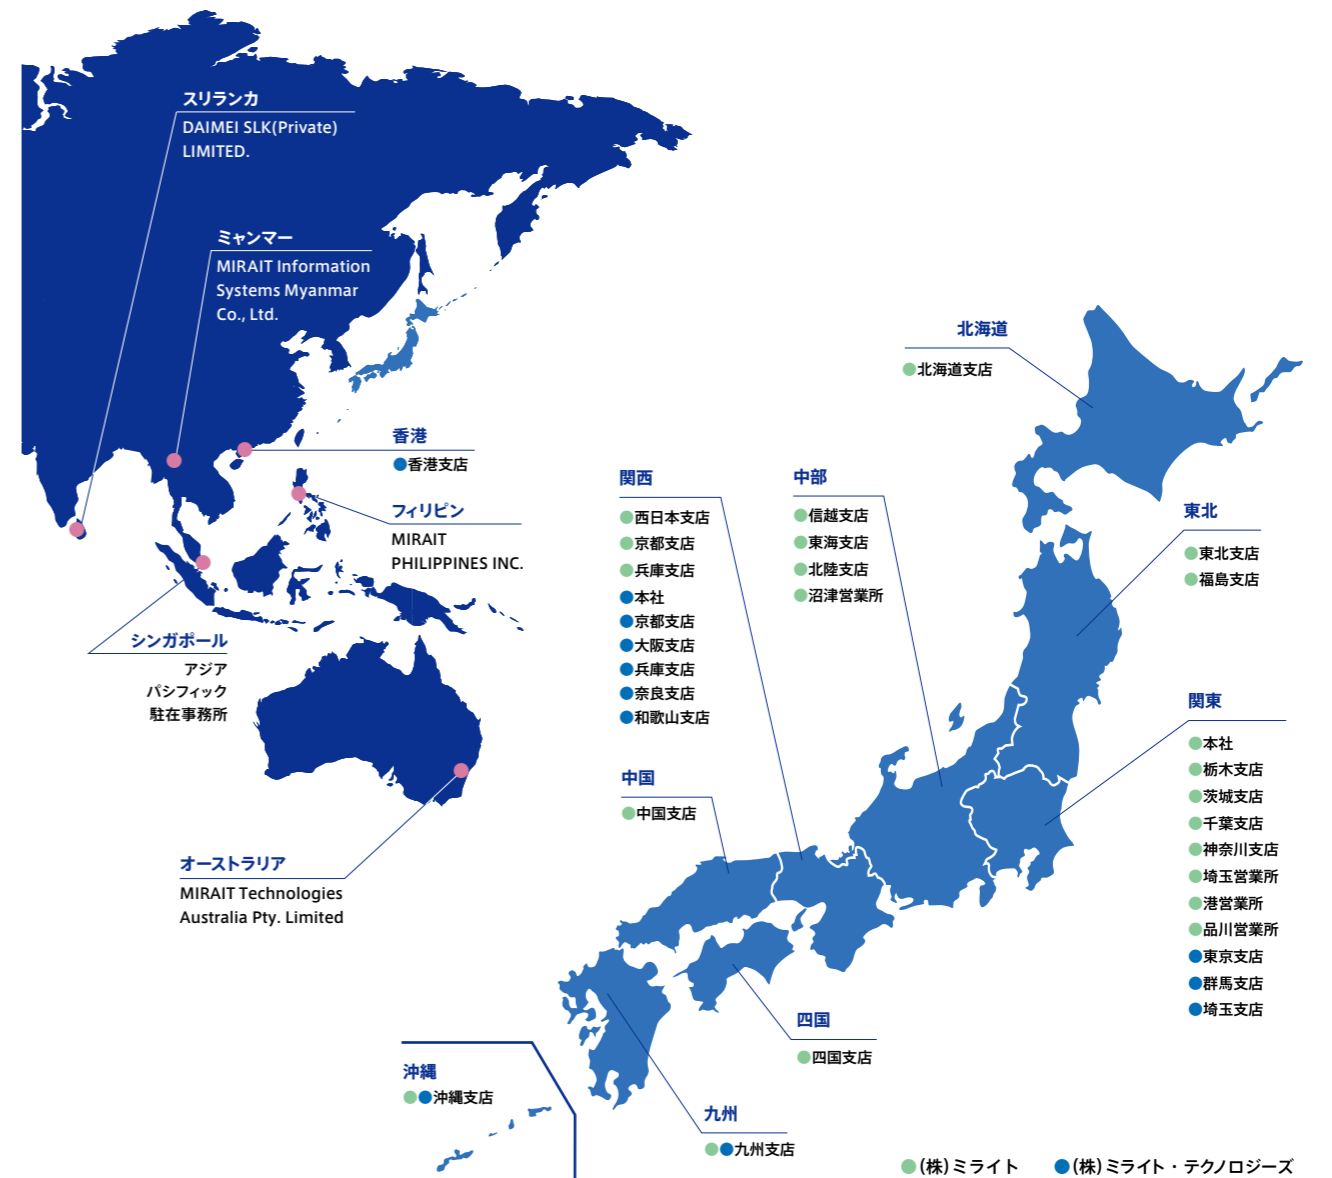 スリランカ
DAIMEI SLK(Private)
LIMITED.
ミャンマー
MIRAIT Information
Systems Myanmar
Co., Ltd.
香港
香港支店
フィリピン
MIRAIT
PHILIPPINES INC.
シンガポール
アジア
パシフィック
駐在事務所
オーストラリア
MIRAIT Technologies
Australia Pty. Limited
北海道
北海道支店
東北
東北支店
福島支店
関東
本社
栃木支店
茨城支店
千葉支店
神奈川支店
埼玉営業所
港営業所
品川営業所
東京支店
群馬支店
埼玉支店
中部
信越支店
東海支店
北陸支店
沼津営業所
関西
西日本支店
京都支店
兵庫支店
本社
京都支店
大阪支店
兵庫支店
奈良支店
和歌山支店
中国
中国支店
四国
四国支店
九州
九州支店
沖縄
沖縄支店
(株)ミライト
(株)ミライト・テクノロジーズ